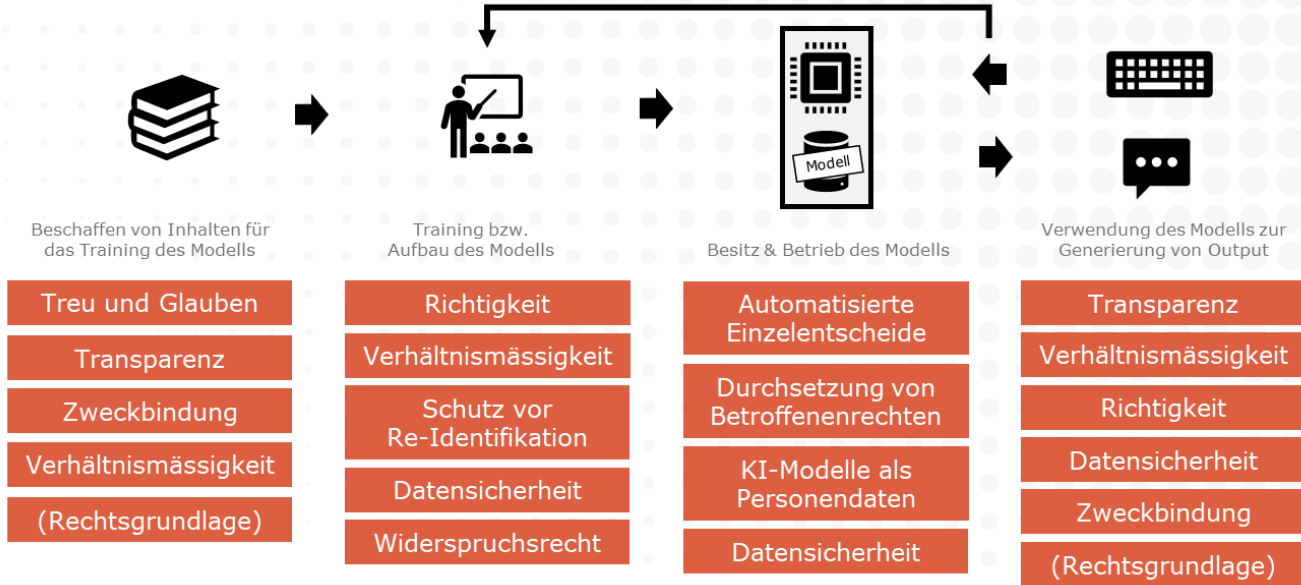 Modell
Beschaffen von Inhalten für
das Training des Modells
Training bzw.
Aufbau des Modells
Besitz & Betrieb des Modells
Verwendung des Modells zur
Generierung von Output
Treu und Glauben
Transparenz
Zweckbindung
Verhältnismässigkeit
(Rechtsgrundlage)
Richtigkeit
Verhältnismässigkeit
Schutz vor
Re-Identifikation
Datensicherheit
Widerspruchsrecht
Automatisierte
Einzelentscheide
Durchsetzung von
Betroffenenrechten
KI-Modelle als
Personendaten
Datensicherheit
Transparenz
Verhältnismässigkeit
Richtigkeit
Datensicherheit
Zweckbindung
(Rechtsgrundlage)